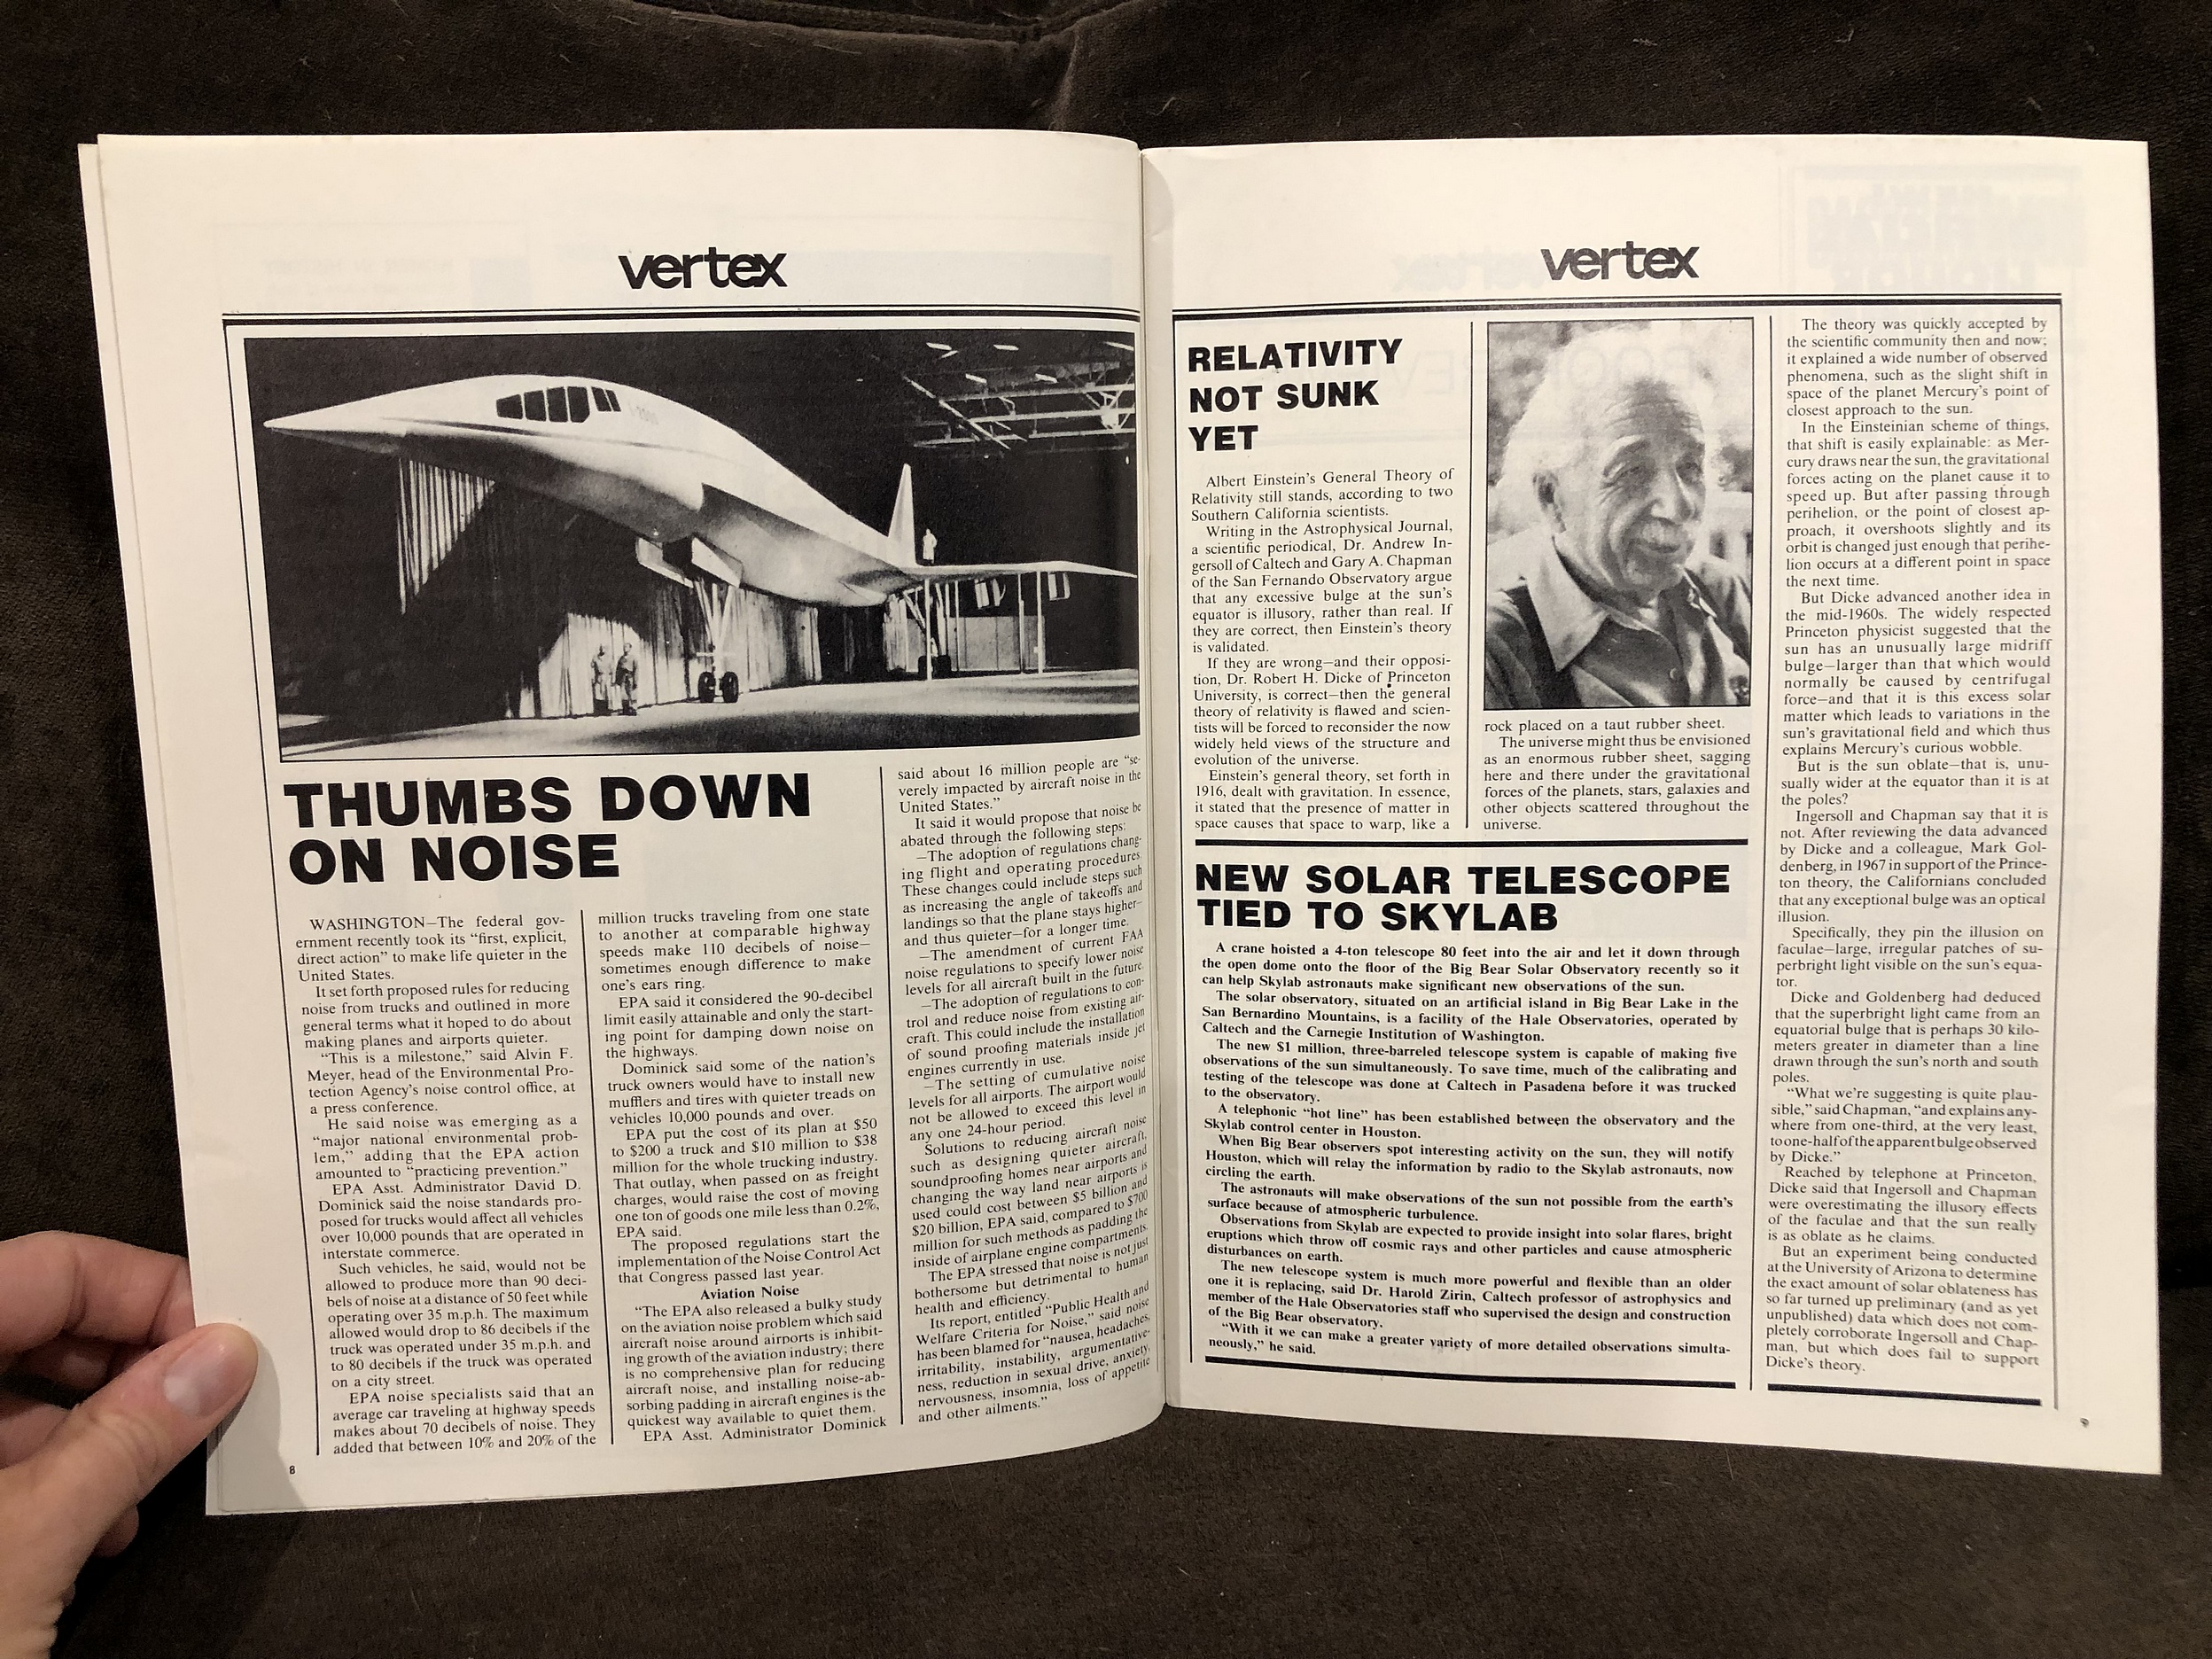 vertex
THUMBS DOWN
ON NOISE
WASHINGTON—The federal gov-
ernment recently took its “first, explicit,
direct action” to make life quieter in the
United States.
It set forth proposed rules for reducing
noise from trucks and outlined in more
general terms what it hoped to do about
making planes and airports quieter.
“This is a milestone,” said Alvin F.
Meyer, head of the Environmental Pro-
tection Agency’s noise control office, at
a press conference.
He said noise was emerging as a
“major national environmental prob-
lem,” adding that the EPA action
amounted to “practicing prevention.”
EPA Asst. Administrator David D.
Dominick said the noise standards pro-
posed for trucks would affect all vehicles
over 10,000 pounds that are operated in
interstate commerce.
Such vehicles, he said, would not be
allowed to produce more than 90 deci-
bels of noise at a distance of 50 feet while
operating over 35 m.p.h. The maximum
allowed would drop to 86 decibels if the
truck was operated under 35 m.p.h. and
to 80 decibels if the truck was operated
on a city street.
EPA noise specialists said that an
average car traveling at highway speeds
makes about 70 decibels of noise. They
added that between 10% and 20% of the
million trucks traveling from one state
to another at comparable highway
speeds make 110 decibels of noise—
sometimes enough difference to make
one’s ears ring.
EPA said it considered the 90-decibel
limit easily attainable and only the start-
ing point for damping down noise on
the highways.
Dominick said some of the nation’s
truck owners would have to install new
mufflers and tires with quieter treads on
vehicles 10,000 pounds and over.
EPA put the cost of its plan at $50
to $200 a truck and $10 million to $38
million for the whole trucking industry.
That outlay, when passed on as freight
charges, would raise the cost of moving
one ton of goods one mile less than 0.2%,
EPA said.
The proposed regulations start the
implementation of the Noise Control Act
that Congress passed last year.
Aviation Noise
“The EPA also released a bulky study
on the aviation noise problem which said
aircraft noise around airports is inhibit-
ing growth of the aviation industry; there
is no comprehensive plan for reducing
aircraft noise, and installing noise-ab-
sorbing padding in aircraft engines is the
quickest way available to quiet them.
EPA Asst. Administrator Dominick
said about 16 million people are “se-
verely impacted by aircraft noise in the
United States.”
It said it would propose that noise be
abated through the following steps:
—The adoption of regulations chang-
ing flight and operating procedures.
These changes could include steps such
as increasing the angle of takeoffs and
landings so that the plane stays higher—
and thus quieter—for a longer time.
—The amendment of current FAA
noise regulations to specify lower noise
levels for all aircraft built in the future.
—The adoption of regulations to con-
trol and reduce noise from existing air-
craft. This could include the installation
of sound proofing materials inside jet
engines currently in use.
—The setting of cumulative noise
levels for all airports. The airport would
not be allowed to exceed this level in
any one 24-hour period.
Solutions to reducing aircraft noise
such as designing quieter aircraft,
soundproofing homes near airports and
changing the way land near airports is
used could cost between $5 billion and
$20 billion, EPA said, compared to $700
million for such methods as padding the
inside of airplane engine compartments.
The EPA stressed that noise is not just
bothersome but detrimental to human
health and efficiency.
Its report, entitled “Public Health and
Welfare Criteria for Noise,” said noise
has been blamed for “nausea, headaches,
irritability, instability, argumentative-
ness, reduction in sexual drive, anxiety,
nervousness, insomnia, loss of appetite
and other ailments.”
8
vertex
RELATIVITY
NOT SUNK
YET
Albert Einstein’s General Theory of
Relativity still stands, according to two
Southern California scientists.
Writing in the Astrophysical Journal,
a scientific periodical, Dr. Andrew In-
gersoll of Caltech and Gary A. Chapman
of the San Fernando Observatory argue
that any excessive bulge at the sun’s
equator is illusory, rather than real. If
they are correct, then Einstein’s theory
is validated.
If they are wrong—and their opposi-
tion, Dr. Robert H. Dicke of Princeton
University, is correct—then the general
theory of relativity is flawed and scien-
tists will be forced to reconsider the now
widely held views of the structure and
evolution of the universe.
Einstein’s general theory, set forth in
1916, dealt with gravitation. In essence,
it stated that the presence of matter in
space causes that space to warp, like a
rock placed on a taut rubber sheet.
The universe might thus be envisioned
as an enormous rubber sheet, sagging
here and there under the gravitational
forces of the planets, stars, galaxies and
other objects scattered throughout the
universe.
The theory was quickly accepted by
the scientific community then and now;
it explained a wide number of observed
phenomena, such as the slight shift in
space of the planet Mercury’s point of
closest approach to the sun.
In the Einsteinian scheme of things,
that shift is easily explainable: as Mer-
cury draws near the sun, the gravitational
forces acting on the planet cause it to
speed up. But after passing through
perihelion, or the point of closest ap-
proach, it overshoots slightly and its
orbit is changed just enough that perihe-
lion occurs at a different point in space
the next time.
But Dicke advanced another idea in
the mid-1960s. The widely respected
Princeton physicist suggested that the
sun has an unusually large midriff
bulge—larger than that which would
normally be caused by centrifugal
force—and that it is this excess solar
matter which leads to variations in the
sun’s gravitational field and which thus
explains Mercury’s curious wobble.
But is the sun oblate—that is, unu-
sually wider at the equator than it is at
the poles?
Ingersoll and Chapman say that it is
not. After reviewing the data advanced
by Dicke and a colleague, Mark Gol-
denberg, in 1967 in support of the Prince-
ton theory, the Californians concluded
that any exceptional bulge was an optical
illusion.
Specifically, they pin the illusion on
faculae—large, irregular patches of su-
perbright light visible on the sun’s equa-
tor.
Dicke and Goldenberg had deduced
that the superbright light came from an
equatorial bulge that is perhaps 30 kilo-
meters greater in diameter than a line
drawn through the sun’s north and south
poles.
“What we’re suggesting is quite plau-
sible,” said Chapman, “and explains any-
where from one-third, at the very least,
to one-half of the apparent bulge observed
by Dicke.”
Reached by telephone at Princeton,
Dicke said that Ingersoll and Chapman
were overestimating the illusory effects
of the faculae and that the sun really
is as oblate as he claims.
But an experiment being conducted
at the University of Arizona to determine
the exact amount of solar oblateness has
so far turned up preliminary (and as yet
unpublished) data which does not com-
pletely corroborate Ingersoll and Chap-
man, but which does fail to support
Dicke’s theory.
NEW SOLAR TELESCOPE
TIED TO SKYLAB
A crane hoisted a 4-ton telescope 80 feet into the air and let it down through
the open dome onto the floor of the Big Bear Solar Observatory recently so it
can help Skylab astronauts make significant new observations of the sun.
The solar observatory, situated on an artificial island in Big Bear Lake in the
San Bernardino Mountains, is a facility of the Hale Observatories, operated by
Caltech and the Carnegie Institution of Washington.
The new $1 million, three-barreled telescope system is capable of making five
observations of the sun simultaneously. To save time, much of the calibrating and
testing of the telescope was done at Caltech in Pasadena before it was trucked
to the observatory.
A telephonic “hot line” has been established between the observatory and the
Skylab control center in Houston.
When Big Bear observers spot interesting activity on the sun, they will notify
Houston, which will relay the information by radio to the Skylab astronauts, now
circling the earth.
The astronauts will make observations of the sun not possible from the earth’s
surface because of atmospheric turbulence.
Observations from Skylab are expected to provide insight into solar flares, bright
eruptions which throw off cosmic rays and other particles and cause atmospheric
disturbances on earth.
The new telescope system is much more powerful and flexible than an older
one it is replacing, said Dr. Harold Zirin, Caltech professor of astrophysics and
member of the Hale Observatories staff who supervised the design and construction
of the Big Bear observatory.
“With it we can make a greater variety of more detailed observations simulta-
neously,” he said.
9